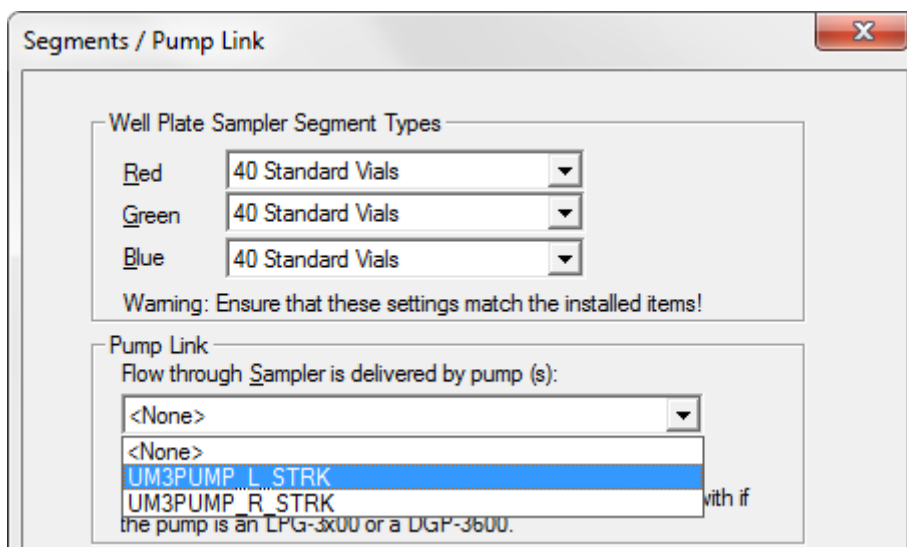 Segments / Pump Link
Well Plate Sampler Segment Types
Red 40 Standard Vials
Green 40 Standard Vials
Blue 40 Standard Vials
Warning: Ensure that these settings match the installed items!
Pump Link
Flow through Sampler is delivered by pump (s):
<None>
<None>
UM3PUMP_L_STRK
UM3PUMP_R_STRK
with if
the pump is an LPG-3x00 or a DGP-3600.